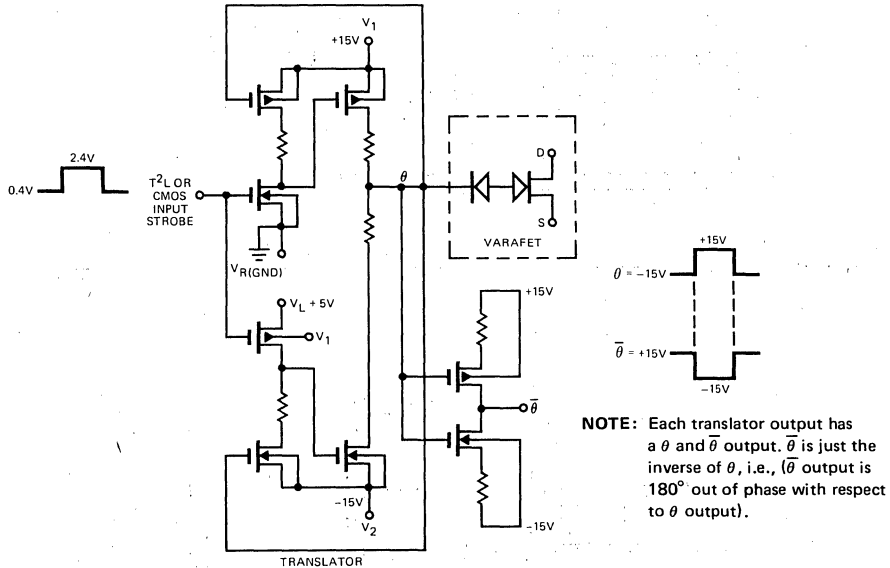 V1
+15V
2.4V
0.4V
T²L OR
CMOS
INPUT
STROBE
VR(GND)
VL + 5V
V1
-15V
V2
TRANSLATOR
θ
D
S
VARAFET
+15V
θ̅
-15V
+15V
θ = -15V
θ̅ = +15V
-15V
NOTE: Each translator output has
a θ and θ̅ output. θ̅ is just the
inverse of θ, i.e., (θ̅ output is
180° out of phase with respect
to θ output).